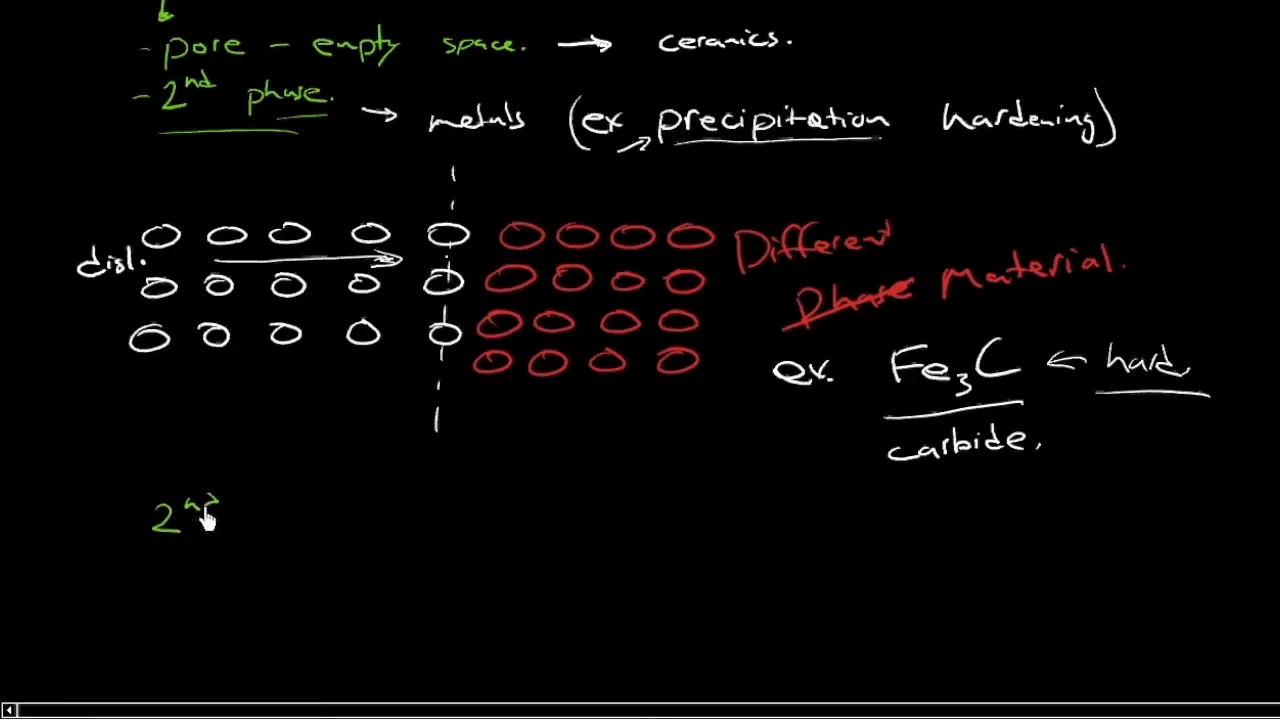 - pore - empty space. → ceramics.
- 2nd phase. → metals (ex precipitation hardening)
disl.
Different
Phase Material.
ex. Fe3C ← hard.
carbide.
2nd